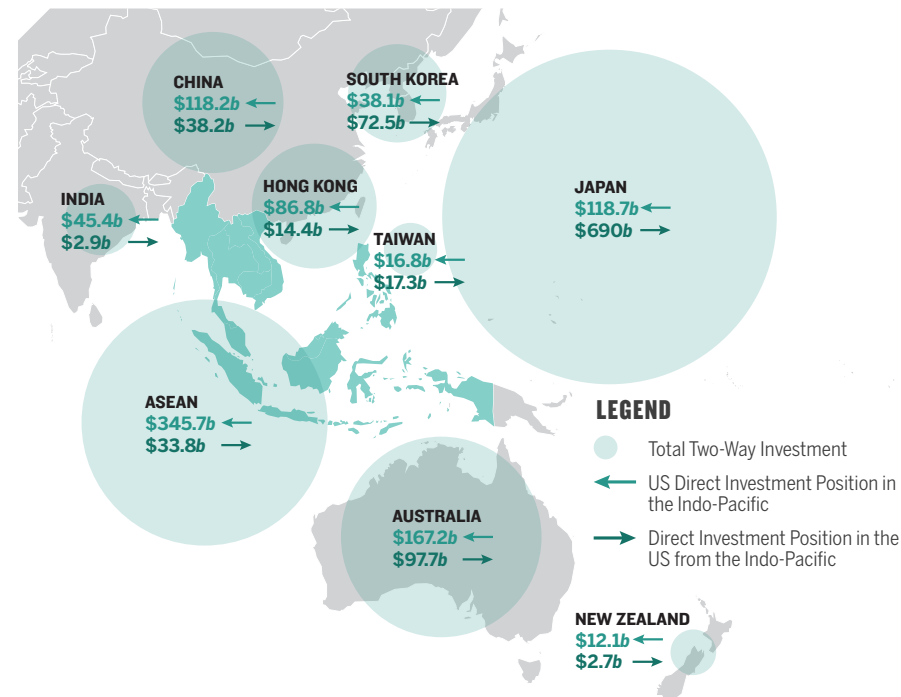 CHINA
$118.2b
$38.2b
SOUTH KOREA
$38.1b
$72.5b
JAPAN
$118.7b
$690b
INDIA
$45.4b
$2.9b
HONG KONG
$86.8b
$14.4b
TAIWAN
$16.8b
$17.3b
ASEAN
$345.7b
$33.8b
AUSTRALIA
$167.2b
$97.7b
NEW ZEALAND
$12.1b
$2.7b
LEGEND
Total Two-Way Investment
US Direct Investment Position in
the Indo-Pacific
Direct Investment Position in the
US from the Indo-Pacific